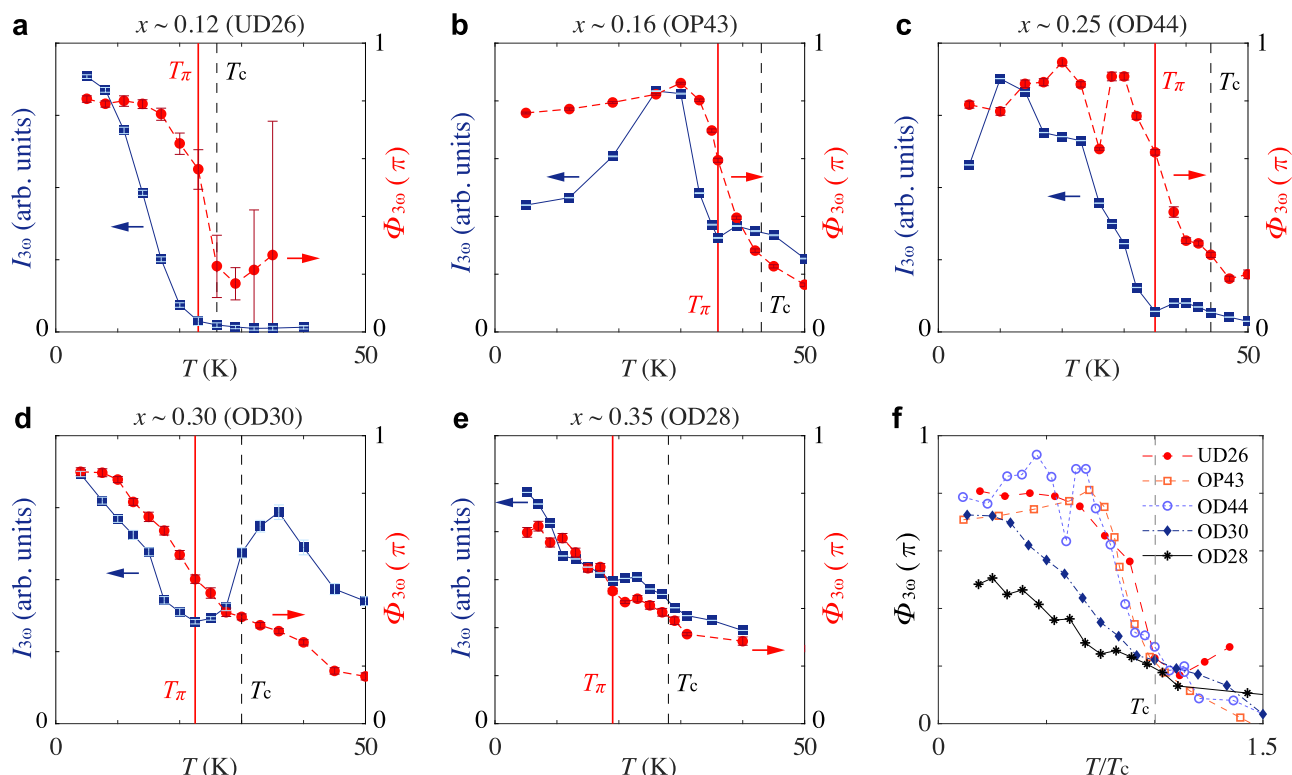 a
x ~ 0.12 (UD26)
1
Tπ
Tc
I3ω (arb. units)
Φ3ω (π)
0
0
0
50
T (K)
b
x ~ 0.16 (OP43)
1
I3ω (arb. units)
Φ3ω (π)
Tπ
Tc
0
0
0
50
T (K)
c
x ~ 0.25 (OD44)
1
Tπ
Tc
I3ω (arb. units)
Φ3ω (π)
0
0
0
50
T (K)
d
x ~ 0.30 (OD30)
1
I3ω (arb. units)
Φ3ω (π)
Tπ
Tc
0
0
0
50
T (K)
e
x ~ 0.35 (OD28)
1
I3ω (arb. units)
Φ3ω (π)
Tπ
Tc
0
0
0
50
T (K)
f
1
UD26
OP43
OD44
OD30
OD28
Φ3ω (π)
Tc
0
0
1.5
T/Tc